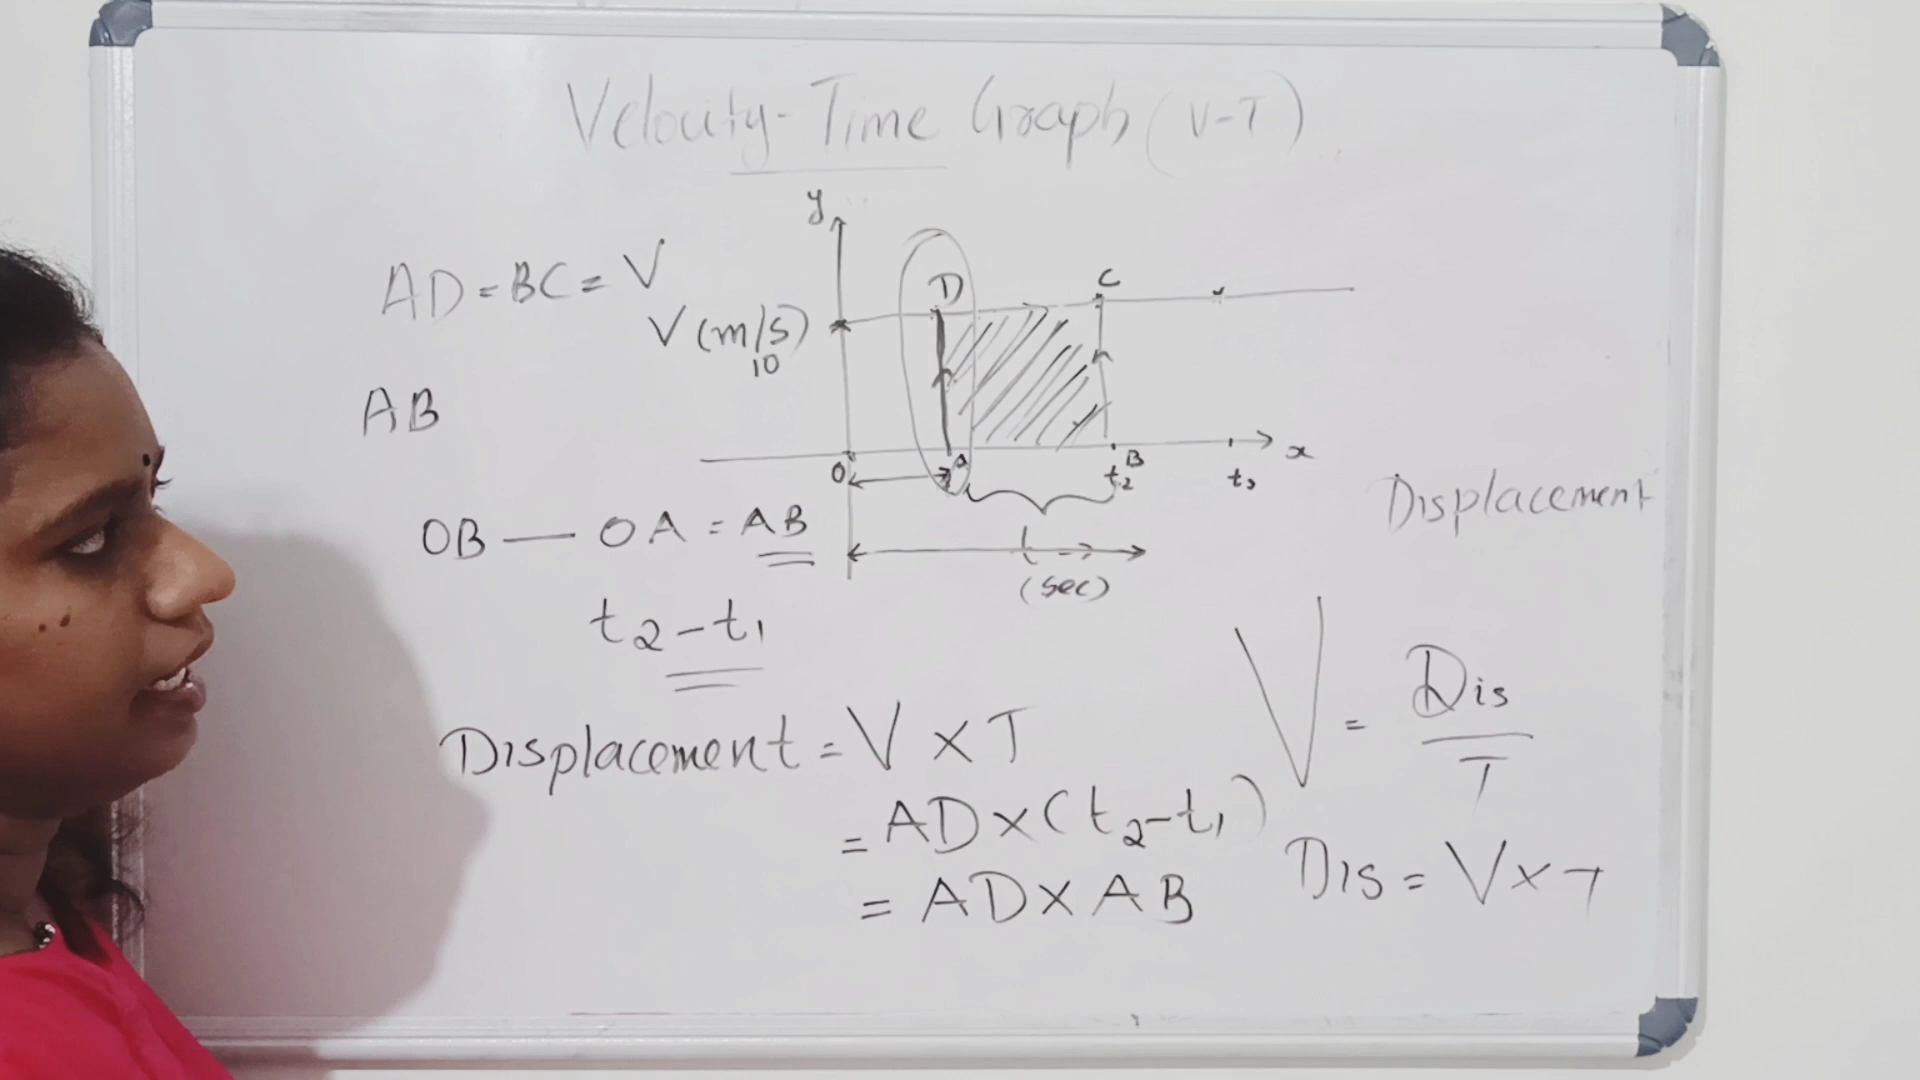 Velocity-Time Graph (V-T)
y
AD = BC = V
D
C
V (m/s)
10
AB
O
A
B
t2
x
Displacement
OB — OA = AB
t
(sec)
t2 - t1
Displacement = V × T
V = Dis
T
= AD × (t2 - t1)
Dis = V × T
= AD × AB